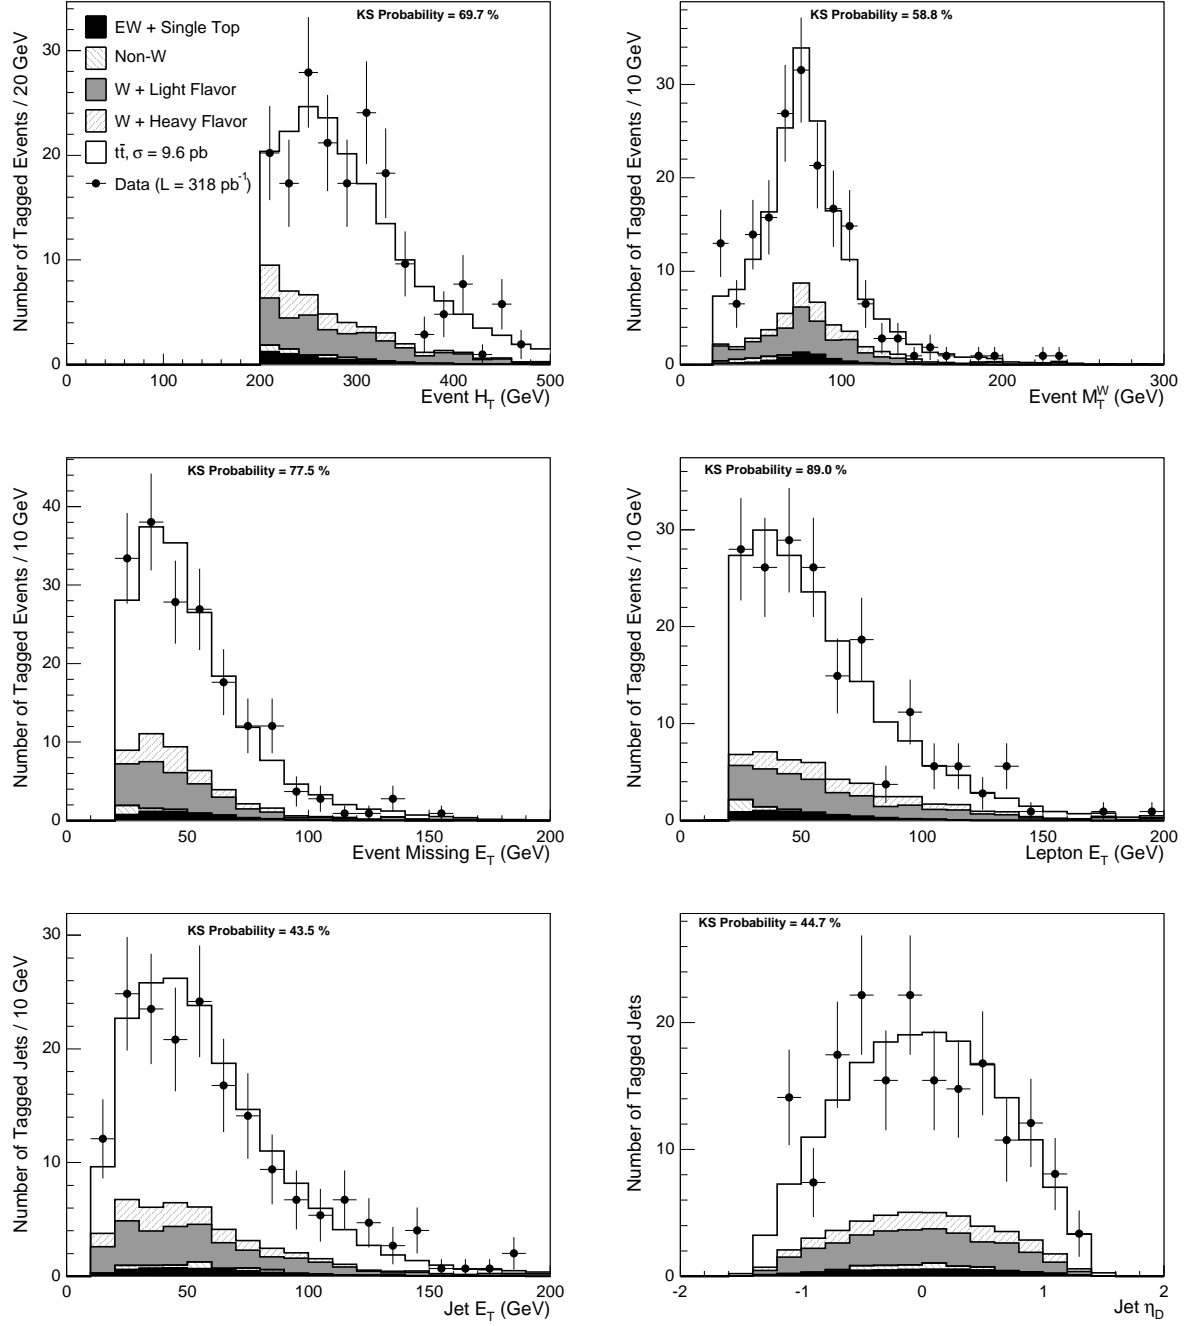 KS Probability = 69.7 %
EW + Single Top
Non-W
W + Light Flavor
W + Heavy Flavor
tt̄, σ = 9.6 pb
Data (L = 318 pb⁻¹)
Number of Tagged Events / 20 GeV
30
20
10
0
0 100 200 300 400 500
Event H_T (GeV)
KS Probability = 58.8 %
Number of Tagged Events / 10 GeV
30
20
10
0
0 100 200 300
Event M_T^W (GeV)
KS Probability = 77.5 %
Number of Tagged Events / 10 GeV
40
30
20
10
0
0 50 100 150 200
Event Missing E_T (GeV)
KS Probability = 89.0 %
Number of Tagged Events / 10 GeV
30
20
10
0
0 50 100 150 200
Lepton E_T (GeV)
KS Probability = 43.5 %
Number of Tagged Jets / 10 GeV
30
20
10
0
0 50 100 150 200
Jet E_T (GeV)
KS Probability = 44.7 %
Number of Tagged Jets
20
10
0
-2 -1 0 1 2
Jet η_D